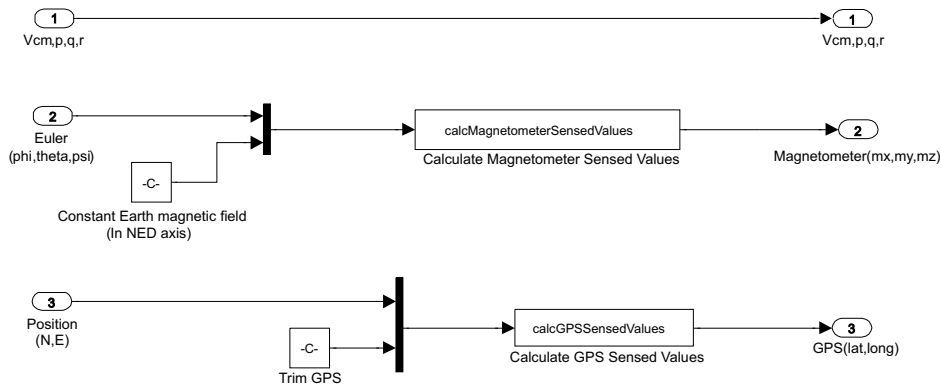 1
Vcm,p,q,r
1
Vcm,p,q,r
2
Euler
(phi,theta,psi)
-C-
Constant Earth magnetic field
(In NED axis)
calcMagnetometerSensedValues
Calculate Magnetometer Sensed Values
2
Magnetometer(mx,my,mz)
3
Position
(N,E)
-C-
Trim GPS
calcGPSSensedValues
Calculate GPS Sensed Values
3
GPS(lat,long)